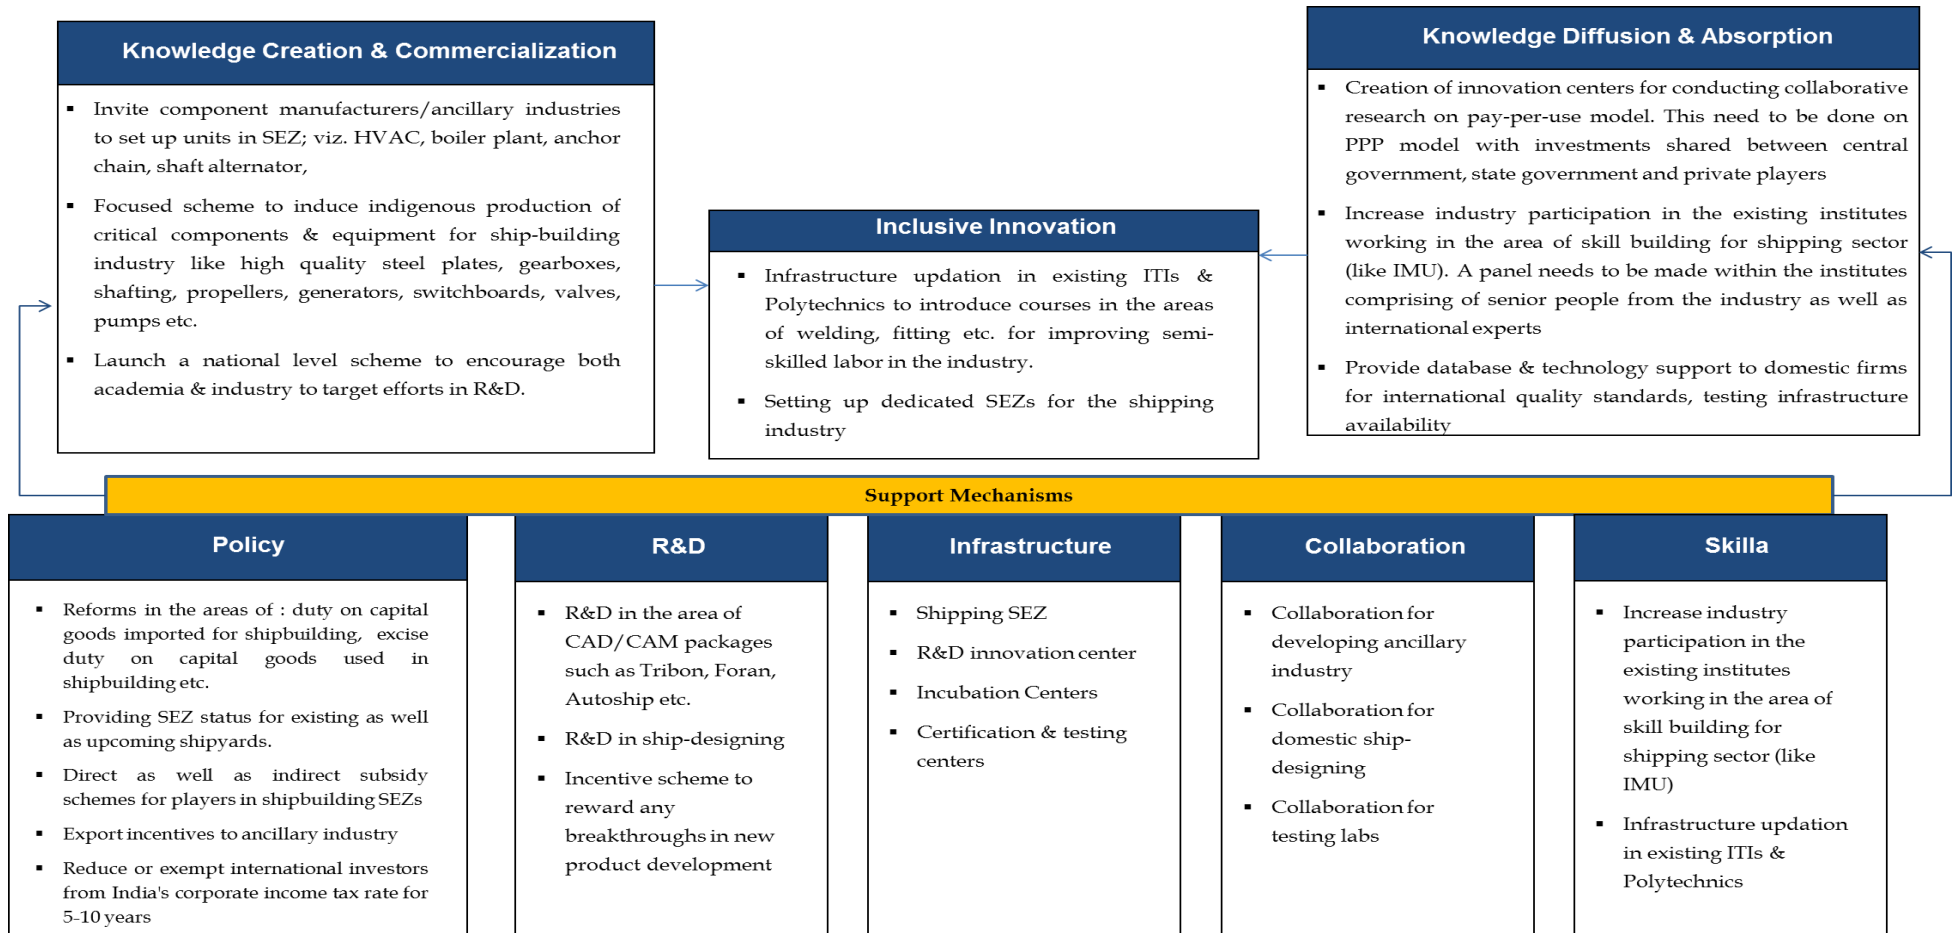 Knowledge Creation & Commercialization
▪ Invite component manufacturers/ancillary industries
to set up units in SEZ; viz. HVAC, boiler plant, anchor
chain, shaft alternator,
▪ Focused scheme to induce indigenous production of
critical components & equipment for ship-building
industry like high quality steel plates, gearboxes,
shafting, propellers, generators, switchboards, valves,
pumps etc.
▪ Launch a national level scheme to encourage both
academia & industry to target efforts in R&D.
Inclusive Innovation
▪ Infrastructure updation in existing ITIs &
Polytechnics to introduce courses in the areas
of welding, fitting etc. for improving semi-
skilled labor in the industry.
▪ Setting up dedicated SEZs for the shipping
industry
Knowledge Diffusion & Absorption
▪ Creation of innovation centers for conducting collaborative
research on pay-per-use model. This need to be done on
PPP model with investments shared between central
government, state government and private players
▪ Increase industry participation in the existing institutes
working in the area of skill building for shipping sector
(like IMU). A panel needs to be made within the institutes
comprising of senior people from the industry as well as
international experts
▪ Provide database & technology support to domestic firms
for international quality standards, testing infrastructure
availability
Support Mechanisms
Policy
▪ Reforms in the areas of : duty on capital
goods imported for shipbuilding, excise
duty on capital goods used in
shipbuilding etc.
▪ Providing SEZ status for existing as well
as upcoming shipyards.
▪ Direct as well as indirect subsidy
schemes for players in shipbuilding SEZs
▪ Export incentives to ancillary industry
▪ Reduce or exempt international investors
from India's corporate income tax rate for
5-10 years
R&D
▪ R&D in the area of
CAD/CAM packages
such as Tribon, Foran,
Autoship etc.
▪ R&D in ship-designing
▪ Incentive scheme to
reward any
breakthroughs in new
product development
Infrastructure
▪ Shipping SEZ
▪ R&D innovation center
▪ Incubation Centers
▪ Certification & testing
centers
Collaboration
▪ Collaboration for
developing ancillary
industry
▪ Collaboration for
domestic ship-
designing
▪ Collaboration for
testing labs
Skilla
▪ Increase industry
participation in the
existing institutes
working in the area of
skill building for
shipping sector (like
IMU)
▪ Infrastructure updation
in existing ITIs &
Polytechnics